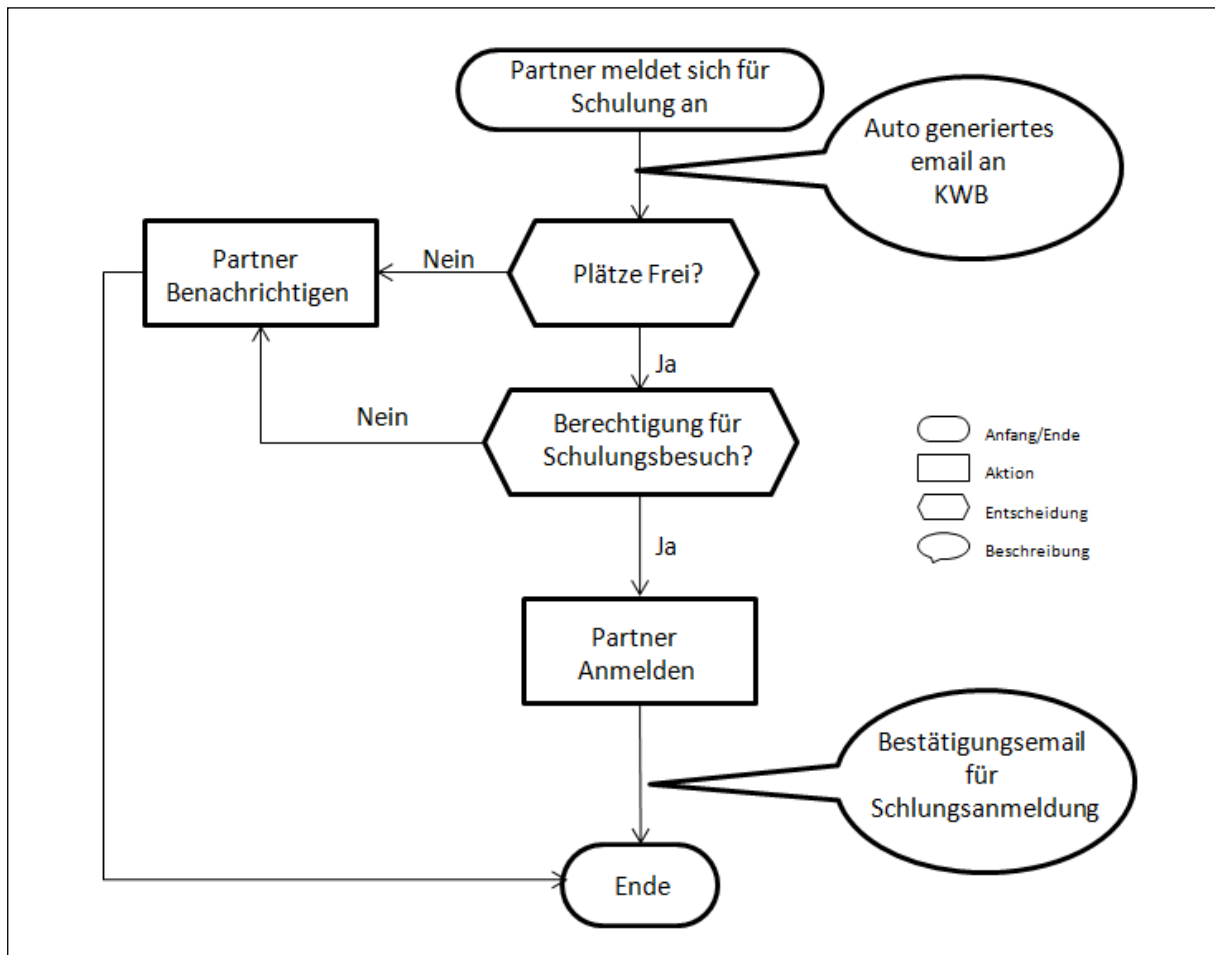 Partner meldet sich für
Schulung an
Auto generiertes
email an
KWB
Partner
Benachrichtigen
Nein
Plätze Frei?
Ja
Nein
Berechtigung für
Schulungsbesuch?
Anfang/Ende
Aktion
Entscheidung
Beschreibung
Ja
Partner
Anmelden
Bestätigungsemail
für
Schlungsanmeldung
Ende